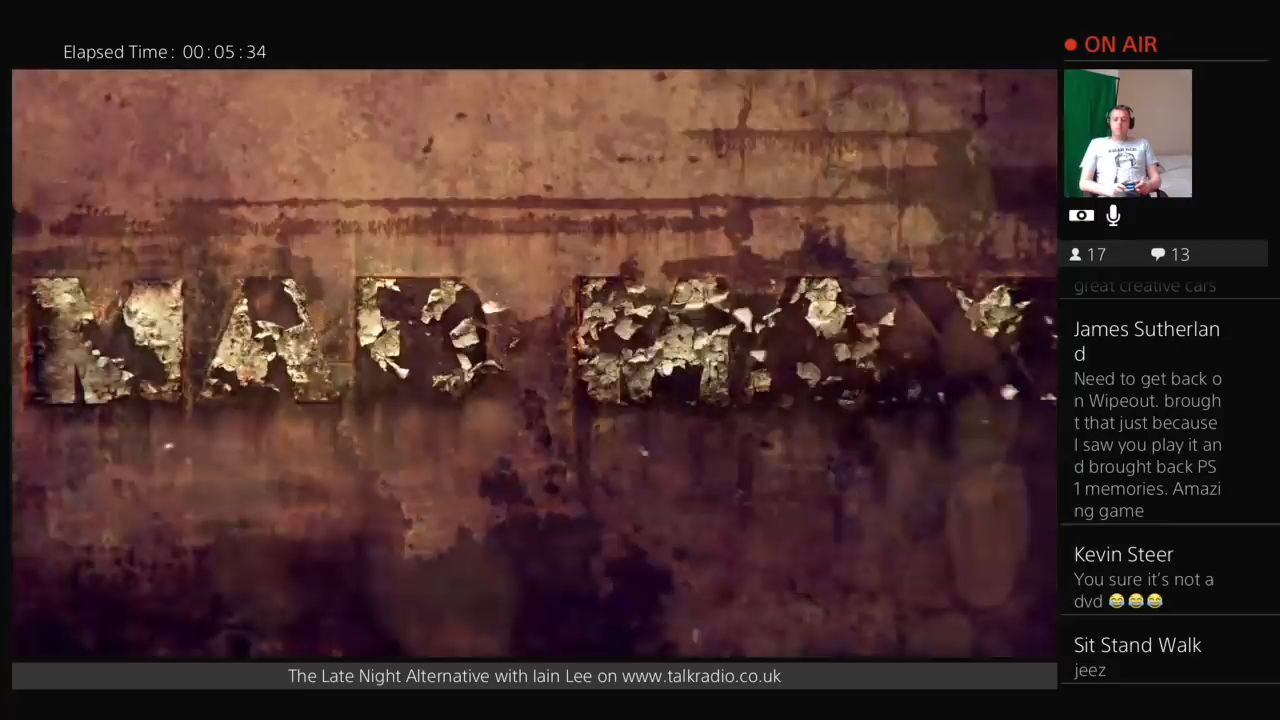 Elapsed Time: 00:05:34
ON AIR
17
13
great creative cars
James Sutherlan
d
Need to get back o
n Wipeout. brough
t that just because
I saw you play it an
d brought back PS
1 memories. Amazi
ng game
Kevin Steer
You sure it's not a
dvd 😂😂😂
Sit Stand Walk
jeez
MAD MAX
The Late Night Alternative with Iain Lee on www.talkradio.co.uk